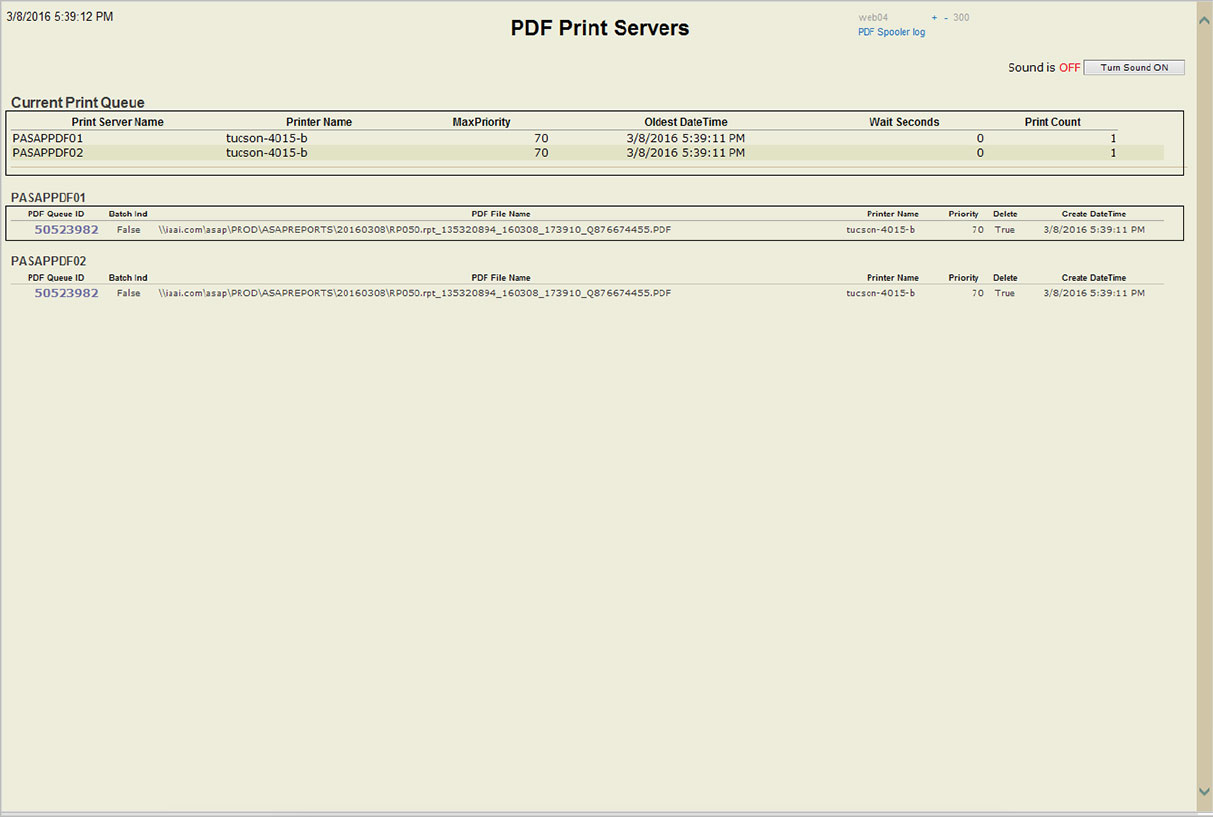 3/8/2016 5:39:12 PM
PDF Print Servers
web04 + - 300
PDF Spooler log
Sound is OFF Turn Sound ON
Current Print Queue
Print Server Name Printer Name MaxPriority Oldest DateTime Wait Seconds Print Count
PASAPPDF01 tucson-4015-b 70 3/8/2016 5:39:11 PM 0 1
PASAPPDF02 tucson-4015-b 70 3/8/2016 5:39:11 PM 0 1
PASAPPDF01
PDF Queue ID Batch Ind PDF File Name Printer Name Priority Delete Create DateTime
50523982 False \\iaai.com\asap\PROD\ASAPREPORTS\20160308\RP050.rpt_135320894_160308_173910_Q876674455.PDF tucson-4015-b 70 True 3/8/2016 5:39:11 PM
PASAPPDF02
PDF Queue ID Batch Ind PDF File Name Printer Name Priority Delete Create DateTime
50523982 False \\iaai.com\asap\PROD\ASAPREPORTS\20160308\RP050.rpt_135320894_160308_173910_Q876674455.PDF tucson-4015-b 70 True 3/8/2016 5:39:11 PM